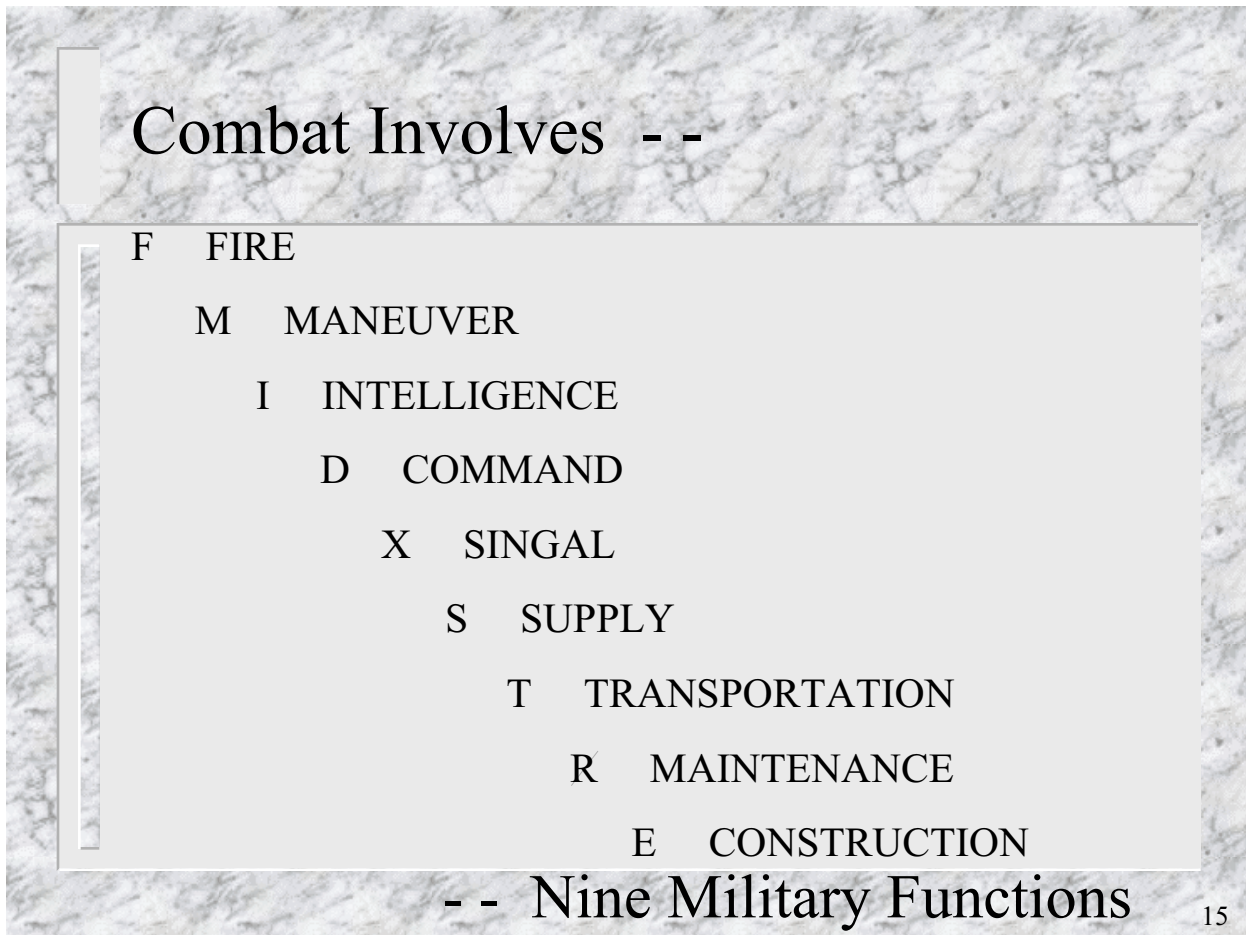 Combat Involves - -
F FIRE
M MANEUVER
I INTELLIGENCE
D COMMAND
X SINGAL
S SUPPLY
T TRANSPORTATION
R MAINTENANCE
E CONSTRUCTION
- - Nine Military Functions
15